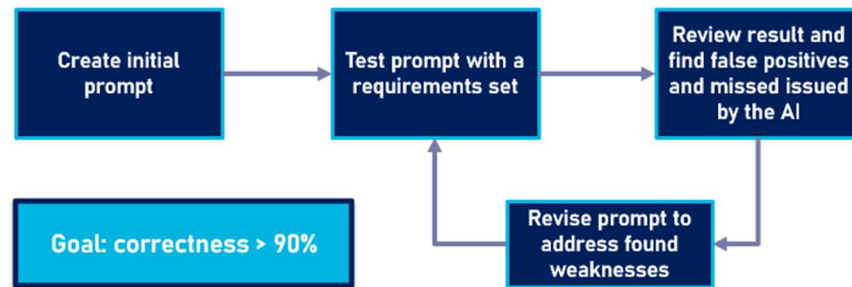 Create initial
prompt
Test prompt with a
requirements set
Review result and
find false positives
and missed issued
by the AI
Revise prompt to
address found
weaknesses
Goal: correctness > 90%